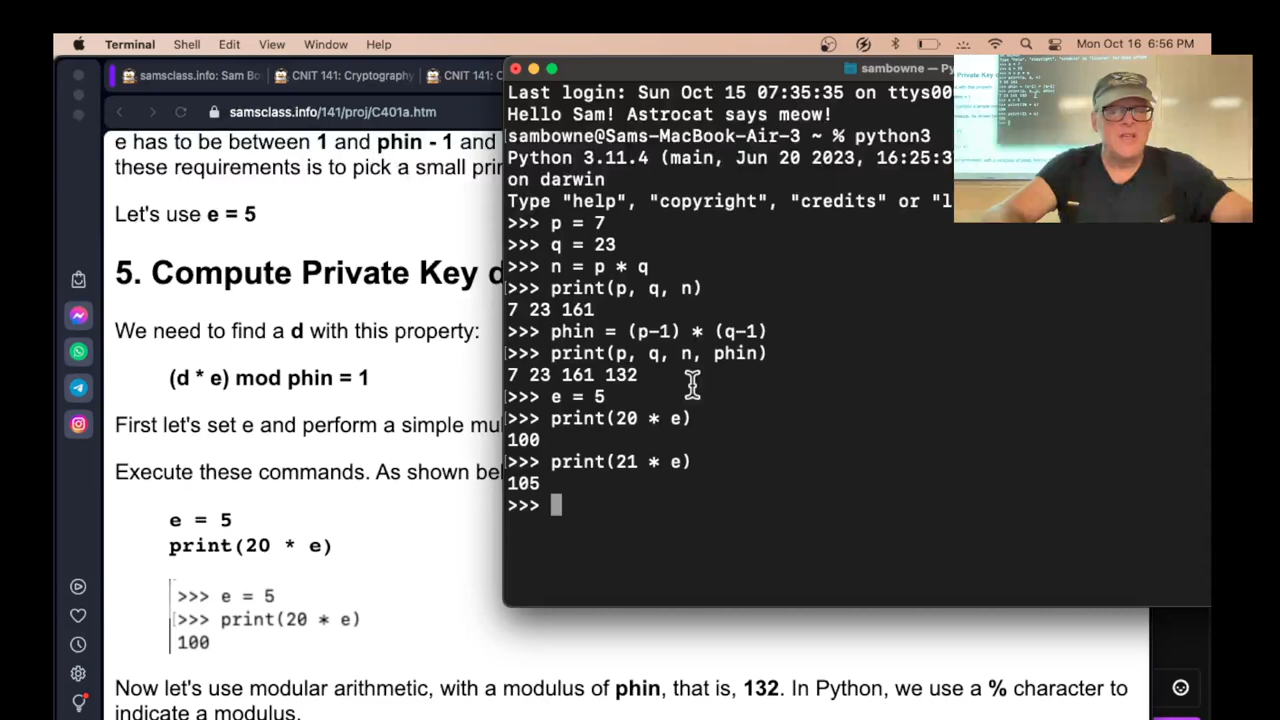 Terminal Shell Edit View Window Help Mon Oct 16 6:56 PM
samsclass.info: Sam Bo
CNIT 141: Cryptography
CNIT 141: C
sambowne — Py
samsclass.info/141/proj/C401a.htm
e has to be between 1 and phin - 1 and
these requirements is to pick a small prin
Let's use e = 5
5. Compute Private Key d
We need to find a d with this property:
(d * e) mod phin = 1
First let's set e and perform a simple mu
Execute these commands. As shown be
e = 5
print(20 * e)
>>> e = 5
>>> print(20 * e)
100
Now let's use modular arithmetic, with a modulus of phin, that is, 132. In Python, we use a % character to
indicate a modulus.
Last login: Sun Oct 15 07:35:35 on ttys00
Hello Sam! Astrocat says meow!
sambowne@Sams-MacBook-Air-3 ~ % python3
Python 3.11.4 (main, Jun 20 2023, 16:25:3
on darwin
Type "help", "copyright", "credits" or "l
>>> p = 7
>>> q = 23
>>> n = p * q
>>> print(p, q, n)
7 23 161
>>> phin = (p-1) * (q-1)
>>> print(p, q, n, phin)
7 23 161 132
>>> e = 5
>>> print(20 * e)
100
>>> print(21 * e)
105
>>>